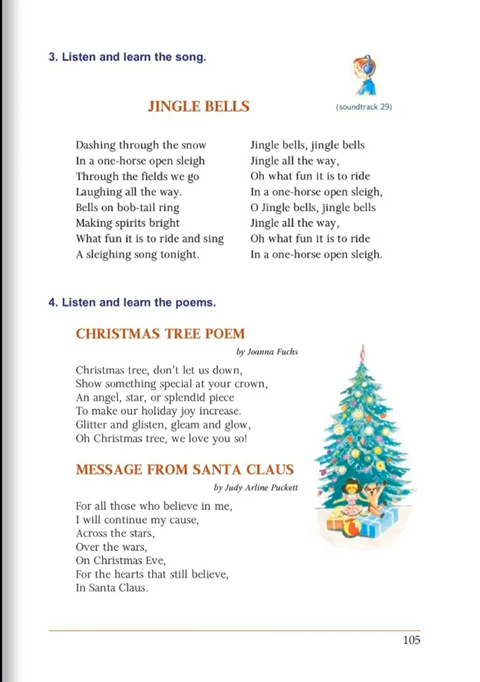 3. Listen and learn the song.
JINGLE BELLS
(soundtrack 29)
Dashing through the snow
In a one-horse open sleigh
Through the fields we go
Laughing all the way.
Bells on bob-tail ring
Making spirits bright
What fun it is to ride and sing
A sleighing song tonight.
Jingle bells, jingle bells
Jingle all the way,
Oh what fun it is to ride
In a one-horse open sleigh,
O Jingle bells, jingle bells
Jingle all the way,
Oh what fun it is to ride
In a one-horse open sleigh.
4. Listen and learn the poems.
CHRISTMAS TREE POEM
by Joanna Fuchs
Christmas tree, don't let us down,
Show something special at your crown,
An angel, star, or splendid piece
To make our holiday joy increase.
Glitter and glisten, gleam and glow,
Oh Christmas tree, we love you so!
MESSAGE FROM SANTA CLAUS
by Judy Arline Puckett
For all those who believe in me,
I will continue my cause,
Across the stars,
Over the wars,
On Christmas Eve,
For the hearts that still believe,
In Santa Claus.
105